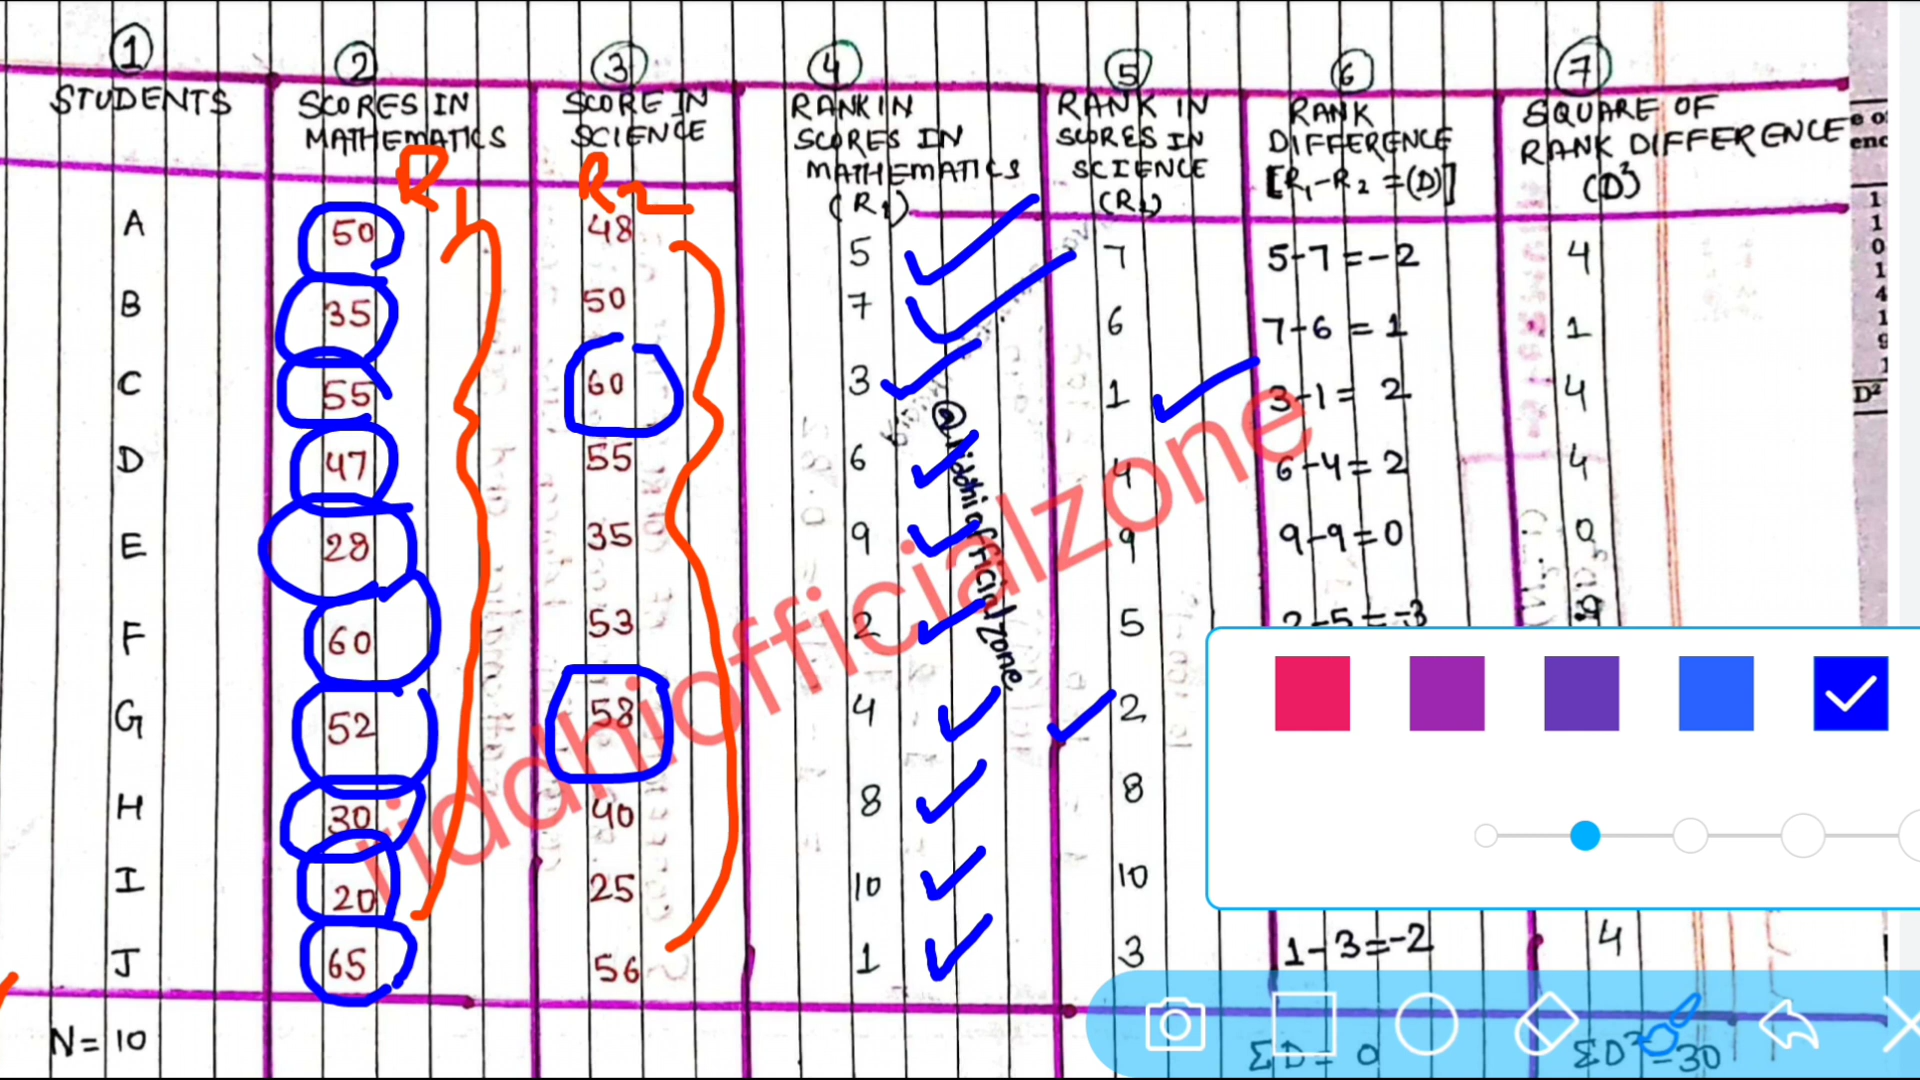 1 2 3 4 5 6 7
STUDENTS SCORES IN MATHEMATICS SCORE IN SCIENCE RANK IN SCORES IN MATHEMATICS (R1) RANK IN SCORES IN SCIENCE (R2) RANK DIFFERENCE [R1-R2 =(D)] SQUARE OF RANK DIFFERENCE (D²)
R1 R2
A 50 48 5 7 5-7=-2 4
B 35 50 7 6 7-6 = 1 1
C 55 60 3 1 3-1= 2 4
D 47 55 6 4 6-4=2 4
E 28 35 9 9 9-9=0 0
F 60 53 2 5 2-5=-3
G 52 58 4 2
H 30 40 8 8
I 20 25 10 10
J 65 56 1 3 1-3=-2 4
N=10 ΣD= 0 ΣD²=30
@riddhiofficialzone
riddhiofficialzone
D²